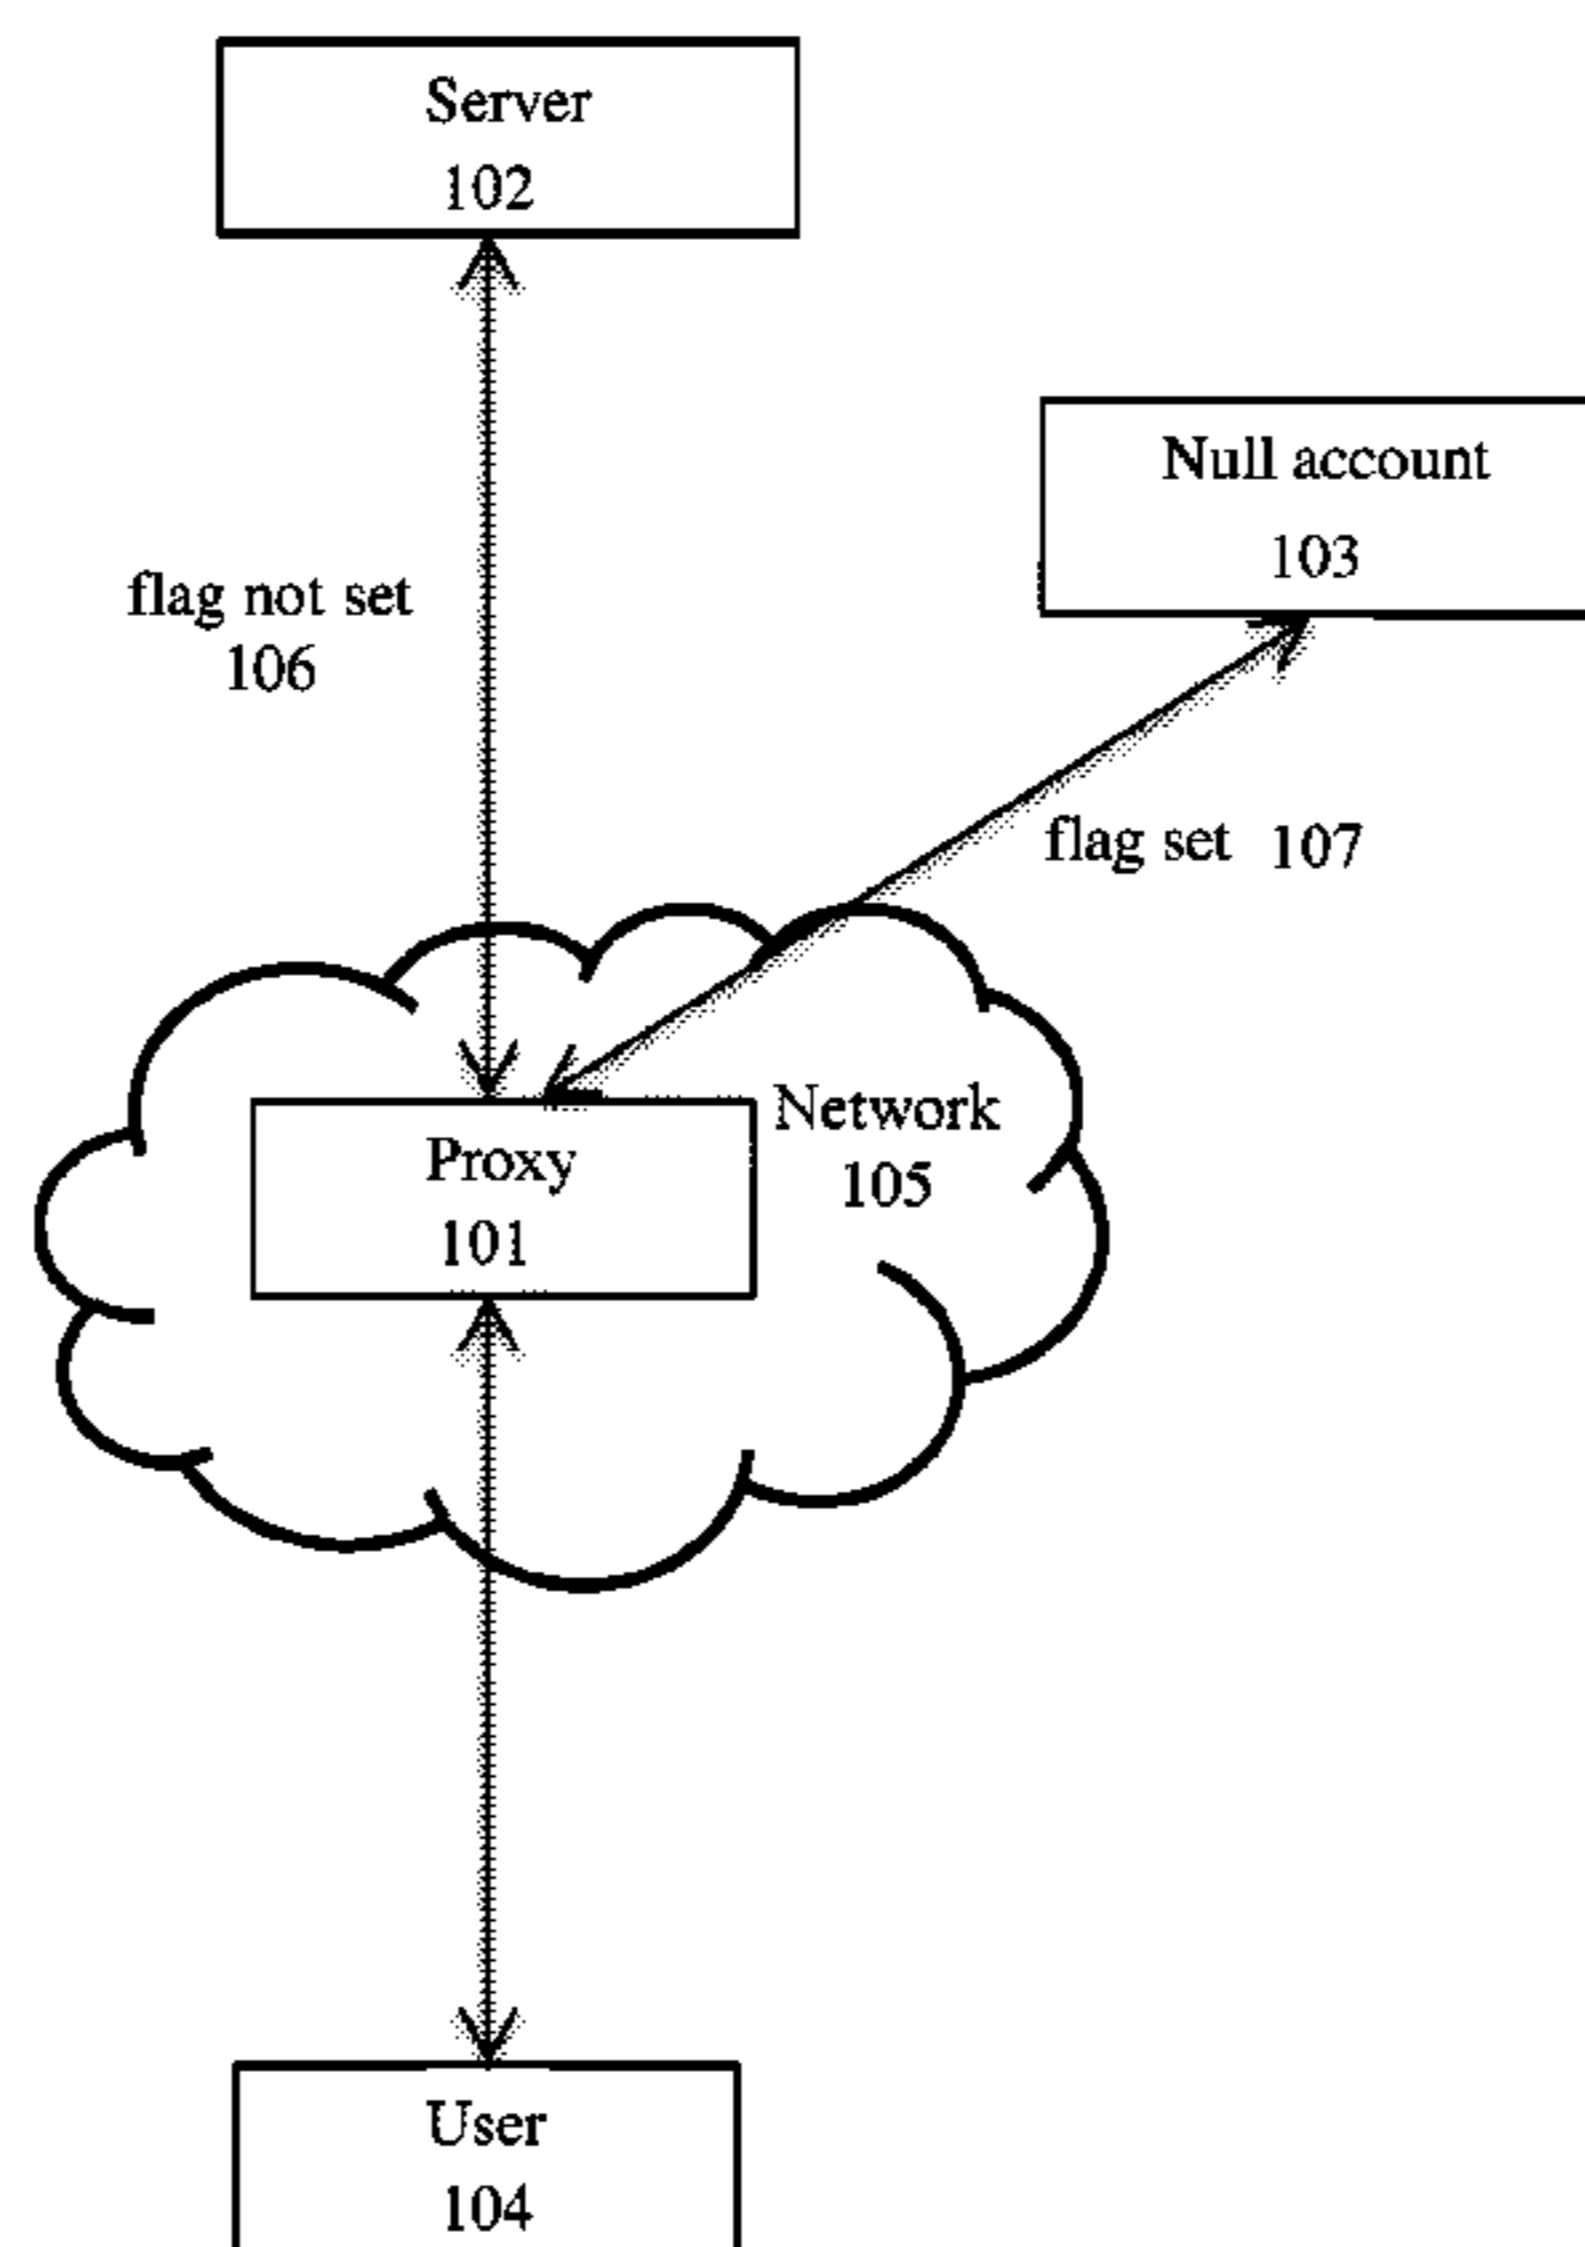 Server
102
Null account
103
flag not set
106
flag set 107
Network
105
Proxy
101
User
104